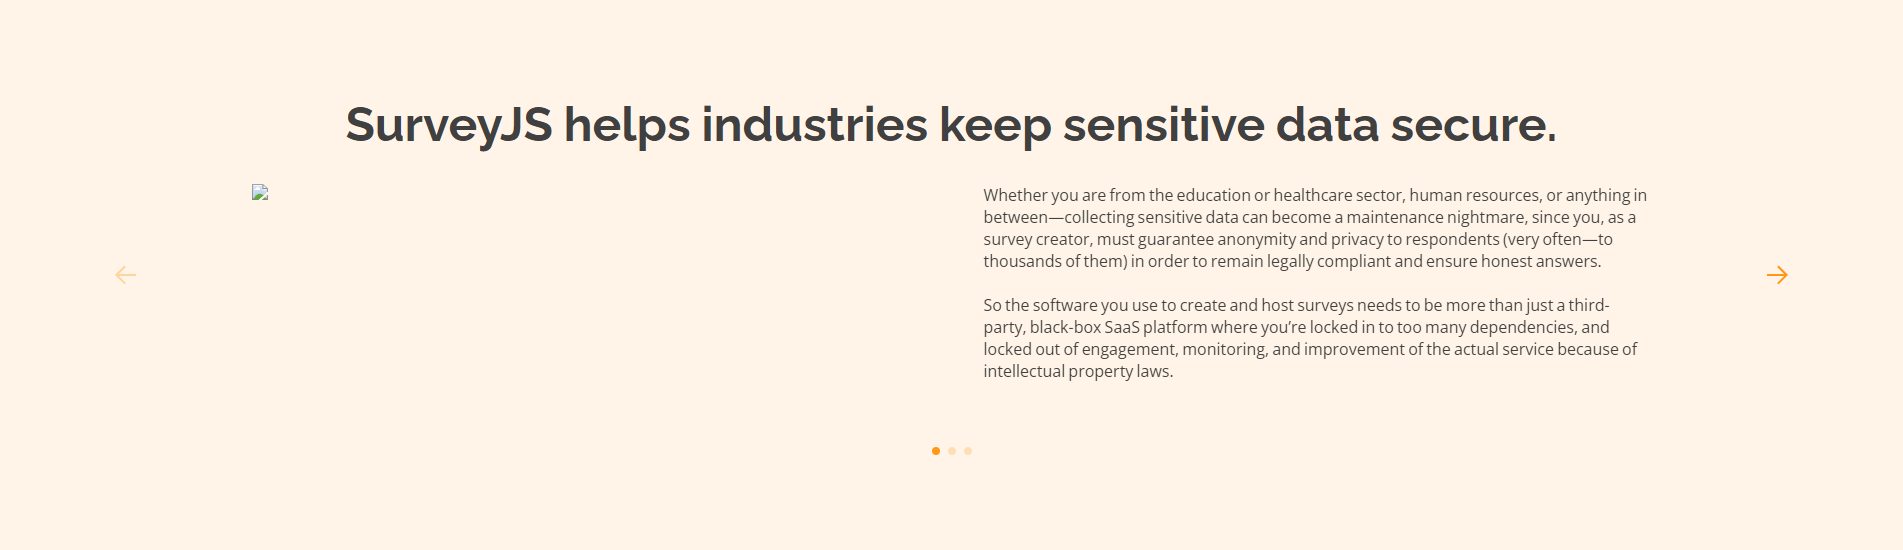 SurveyJS helps industries keep sensitive data secure.
Whether you are from the education or healthcare sector, human resources, or anything in
between—collecting sensitive data can become a maintenance nightmare, since you, as a
survey creator, must guarantee anonymity and privacy to respondents (very often—to
thousands of them) in order to remain legally compliant and ensure honest answers.
So the software you use to create and host surveys needs to be more than just a third-
party, black-box SaaS platform where you’re locked in to too many dependencies, and
locked out of engagement, monitoring, and improvement of the actual service because of
intellectual property laws.